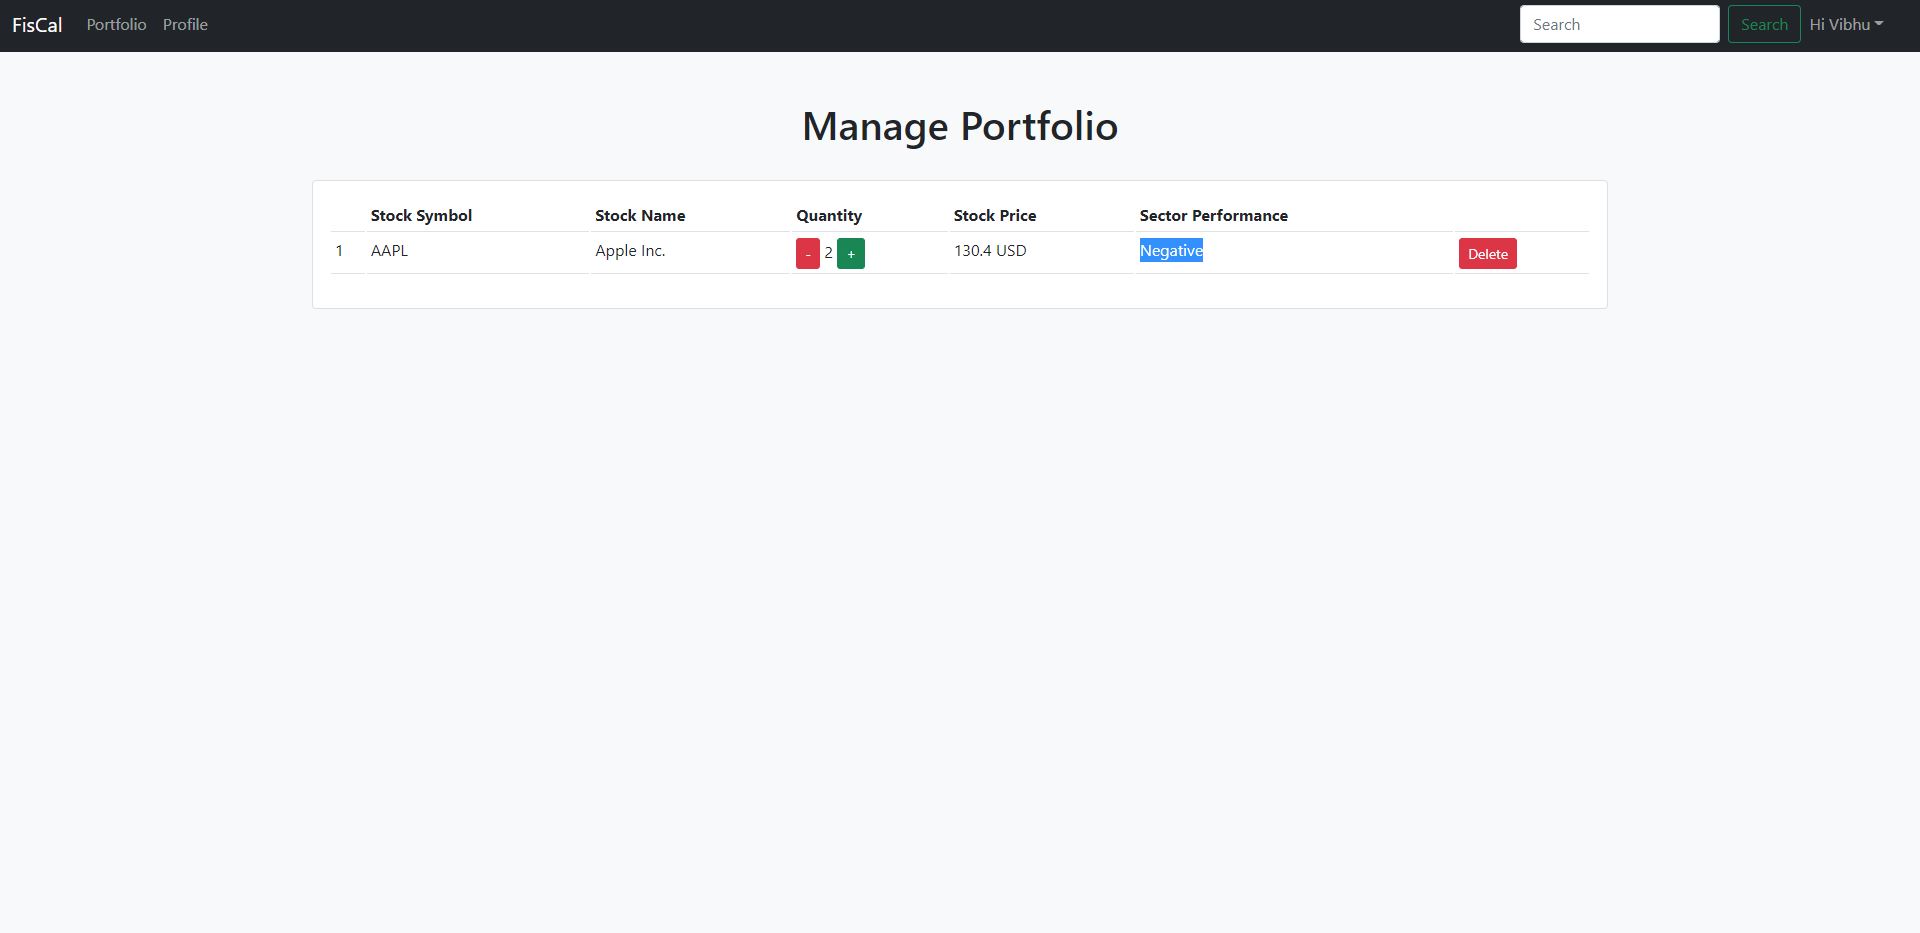 FisCal Portfolio Profile Search Search Hi Vibhu
Manage Portfolio
Stock Symbol Stock Name Quantity Stock Price Sector Performance
1 AAPL Apple Inc. - 2 + 130.4 USD Negative Delete